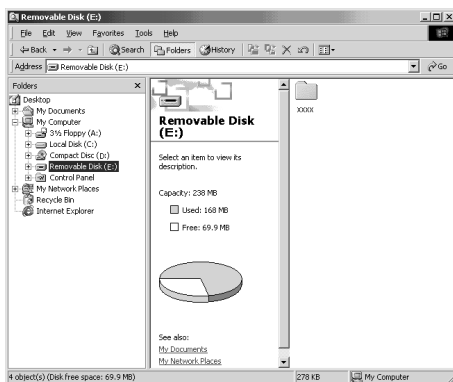 Removable Disk (E:)
File Edit View Favorites Tools Help
Back Search Folders History
Address Removable Disk (E:) Go
Folders
Desktop
My Documents
My Computer
3½ Floppy (A:)
Local Disk (C:)
Compact Disc (D:)
Removable Disk (E:)
Control Panel
My Network Places
Recycle Bin
Internet Explorer
Removable Disk
(E:)
Select an item to view its
description.
Capacity: 238 MB
Used: 168 MB
Free: 69.9 MB
See also:
My Documents
My Network Places
xxxx
4 object(s) (Disk free space: 69.9 MB) 278 KB My Computer